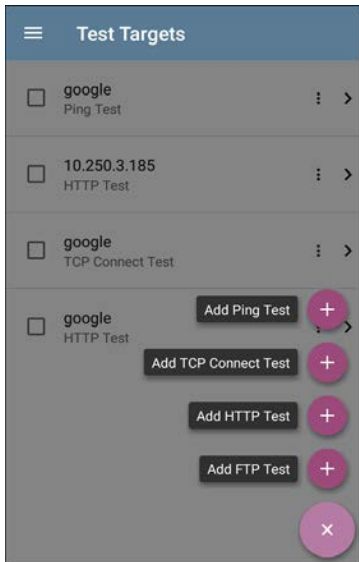 Test Targets
google
Ping Test
10.250.3.185
HTTP Test
google
TCP Connect Test
Add Ping Test
google
HTTP Test
Add TCP Connect Test
Add HTTP Test
Add FTP Test